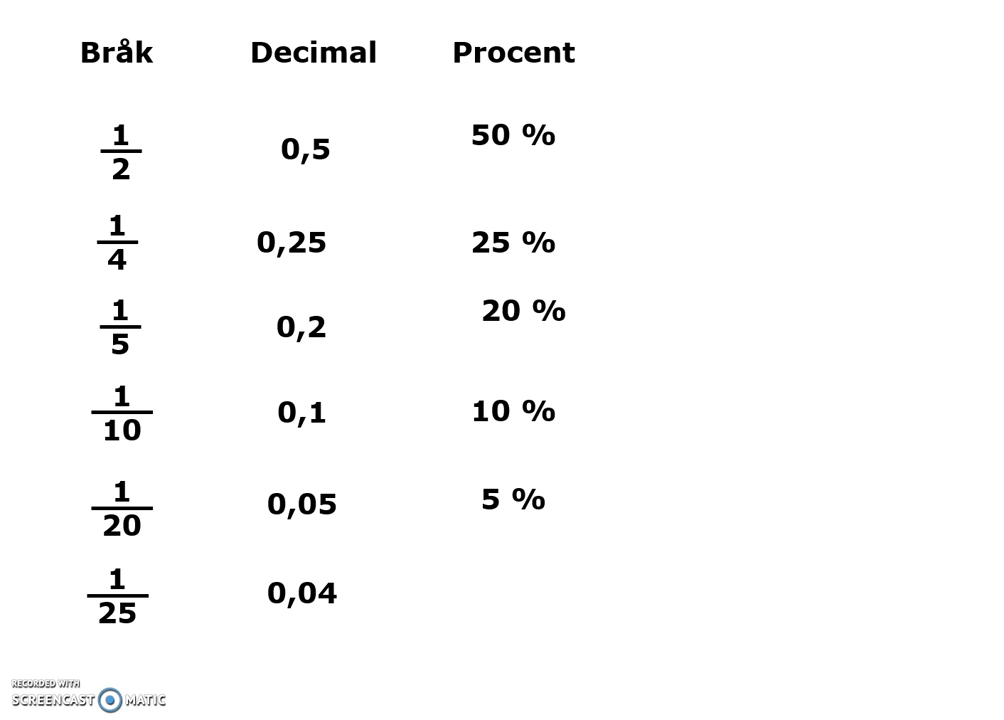 Bråk Decimal Procent
1/2 0,5 50 %
1/4 0,25 25 %
1/5 0,2 20 %
1/10 0,1 10 %
1/20 0,05 5 %
1/25 0,04
RECORDED WITH
SCREENCAST MATIC